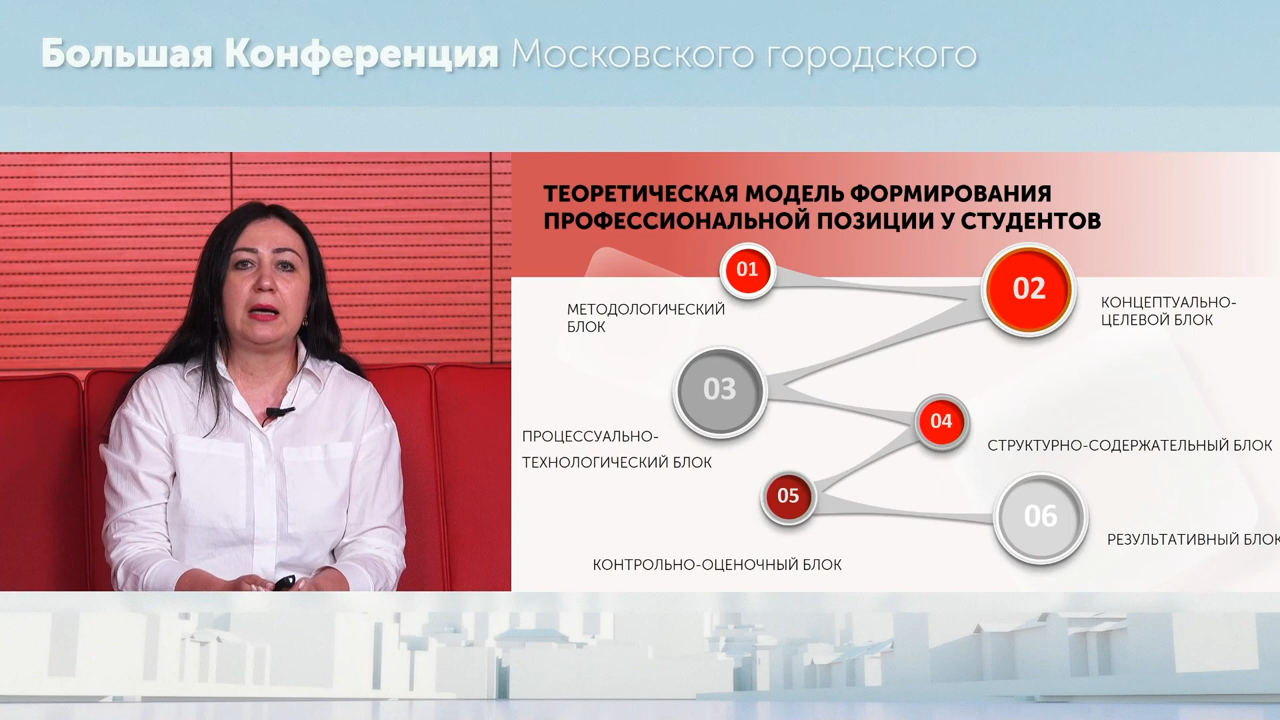 Большая Конференция Московского городского
ТЕОРЕТИЧЕСКАЯ МОДЕЛЬ ФОРМИРОВАНИЯ
ПРОФЕССИОНАЛЬНОЙ ПОЗИЦИИ У СТУДЕНТОВ
01
МЕТОДОЛОГИЧЕСКИЙ
БЛОК
02
КОНЦЕПТУАЛЬНО-
ЦЕЛЕВОЙ БЛОК
03
ПРОЦЕССУАЛЬНО-
ТЕХНОЛОГИЧЕСКИЙ БЛОК
04
СТРУКТУРНО-СОДЕРЖАТЕЛЬНЫЙ БЛОК
05
КОНТРОЛЬНО-ОЦЕНОЧНЫЙ БЛОК
06
РЕЗУЛЬТАТИВНЫЙ БЛОК